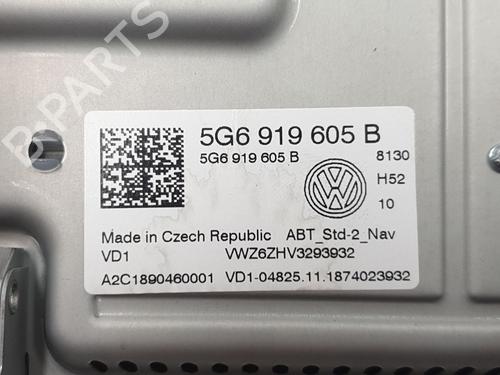 B-PARTS
5G6 919 605 B
5G6 919 605 B
8130
H52
10
Made in Czech Republic ABT_Std-2_Nav
VD1 VWZ6ZHV3293932
A2C1890460001 VD1-04825.11.1874023932